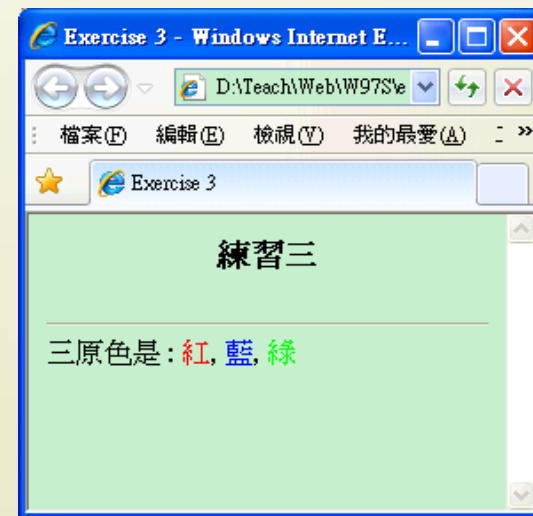 Exercise 3 - Windows Internet E...
D:\Teach\Web\W97S\e
檔案(F) 編輯(E) 檢視(V) 我的最愛(A) »
Exercise 3
練習三
三原色是:紅, 藍, 綠